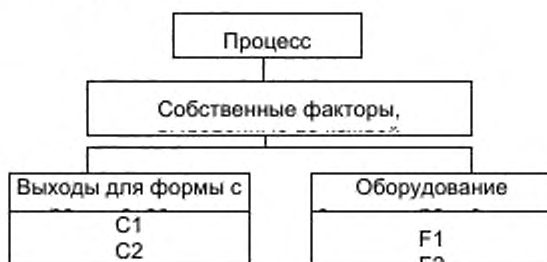 Процесс
Собственные факторы,
Выходы для формы с
Оборудование
C1
C2
F1